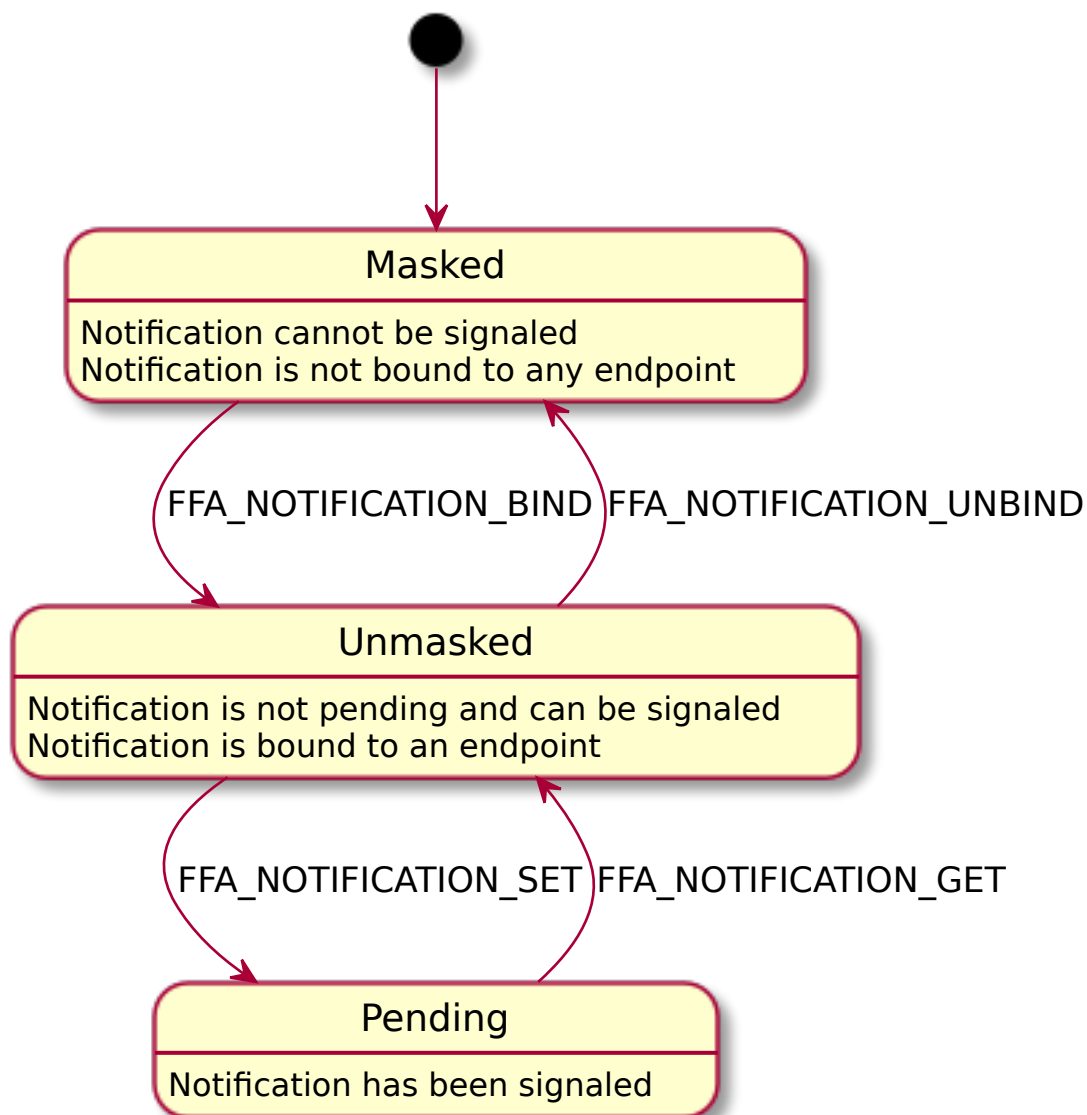 Masked
Notification cannot be signaled
Notification is not bound to any endpoint
FFA_NOTIFICATION_BIND
FFA_NOTIFICATION_UNBIND
Unmasked
Notification is not pending and can be signaled
Notification is bound to an endpoint
FFA_NOTIFICATION_SET
FFA_NOTIFICATION_GET
Pending
Notification has been signaled